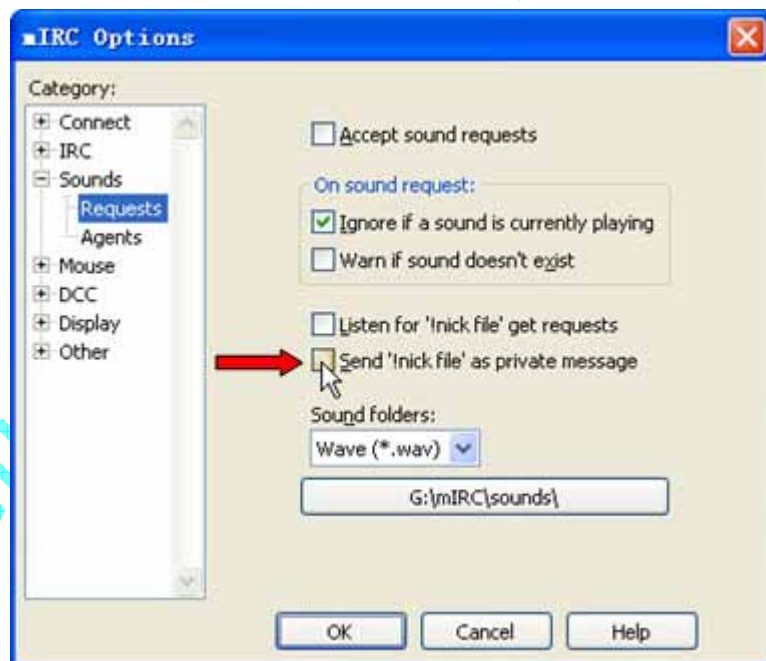 mIRC Options
Category:
Connect
IRC
Sounds
Requests
Agents
Mouse
DCC
Display
Other
Accept sound requests
On sound request:
Ignore if a sound is currently playing
Warn if sound doesn't exist
Listen for '!nick file' get requests
Send '!nick file' as private message
Sound folders:
Wave (*.wav)
G:\mIRC\sounds\
OK
Cancel
Help